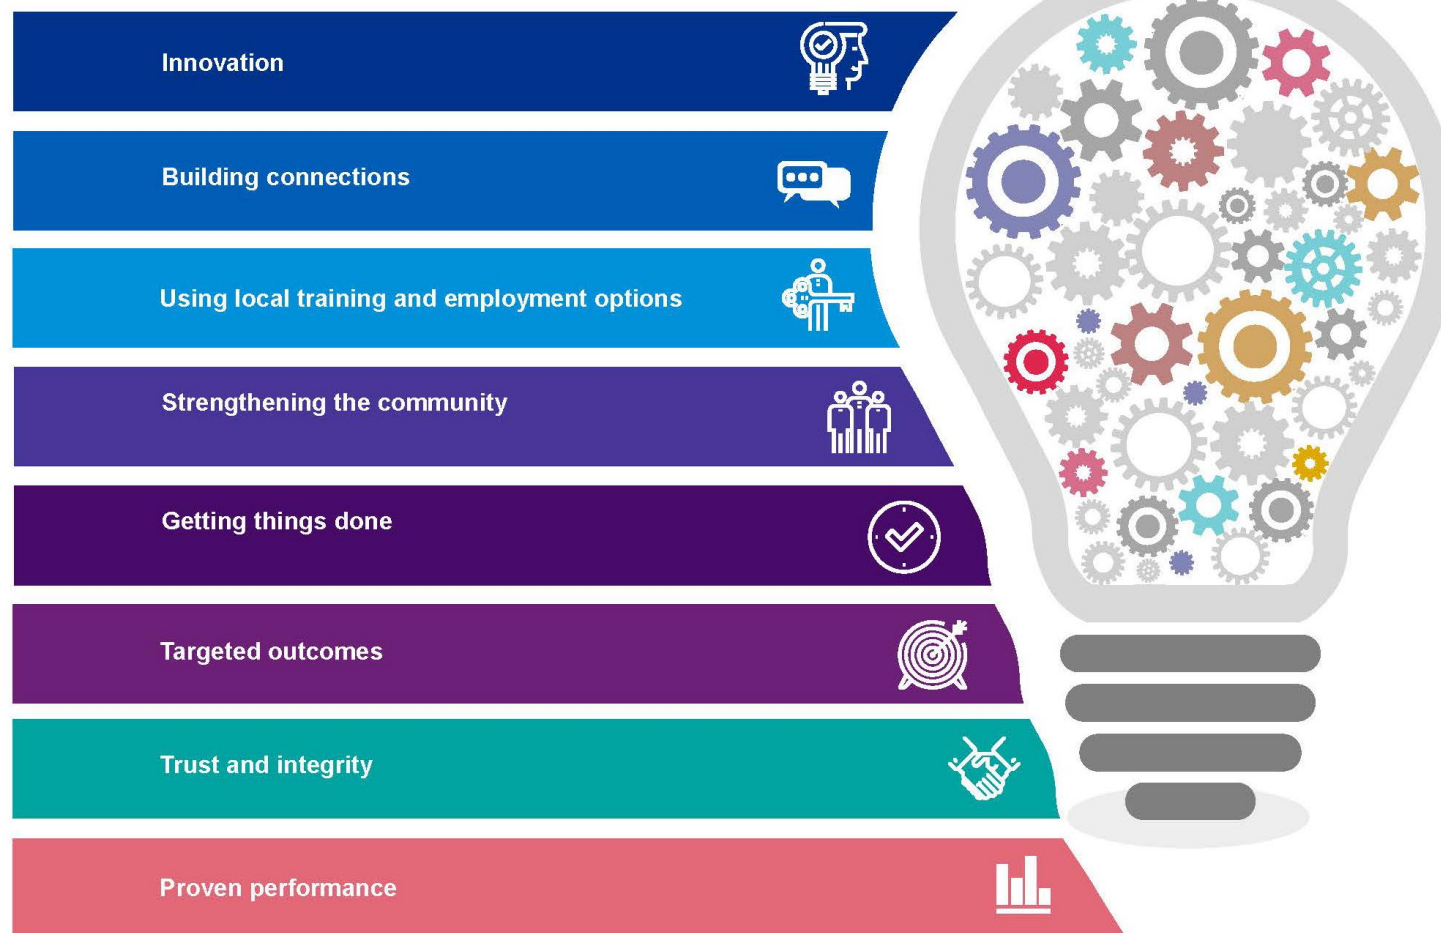 Innovation
Building connections
Using local training and employment options
Strengthening the community
Getting things done
Targeted outcomes
Trust and integrity
Proven performance